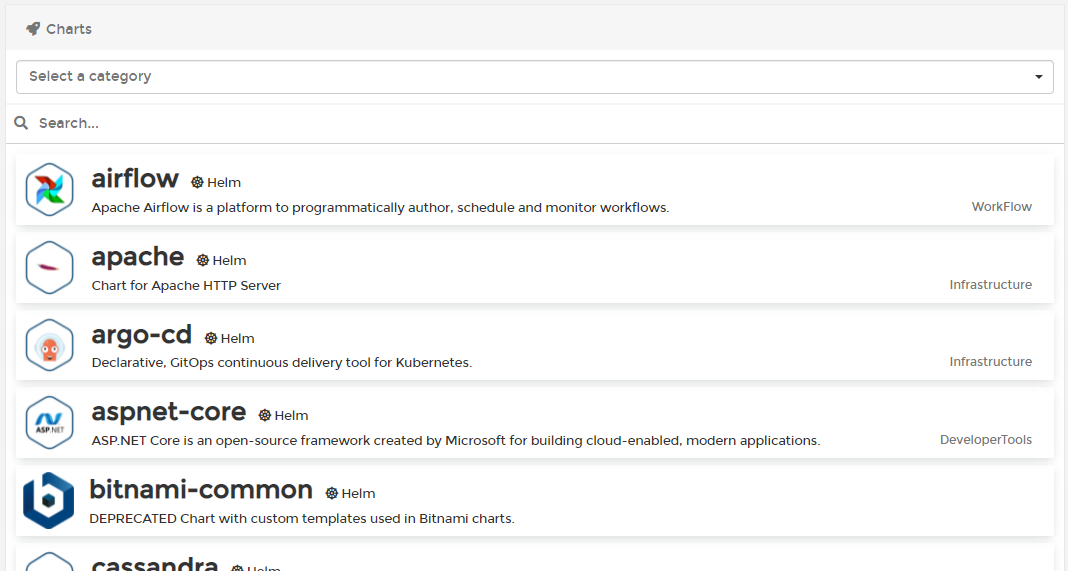 Charts
Select a category
Search...
airflow Helm
Apache Airflow is a platform to programmatically author, schedule and monitor workflows. WorkFlow
apache Helm
Chart for Apache HTTP Server Infrastructure
argo-cd Helm
Declarative, GitOps continuous delivery tool for Kubernetes. Infrastructure
aspnet-core Helm
ASP.NET
ASP.NET Core is an open-source framework created by Microsoft for building cloud-enabled, modern applications. DeveloperTools
bitnami-common Helm
DEPRECATED Chart with custom templates used in Bitnami charts.
cassandra Helm